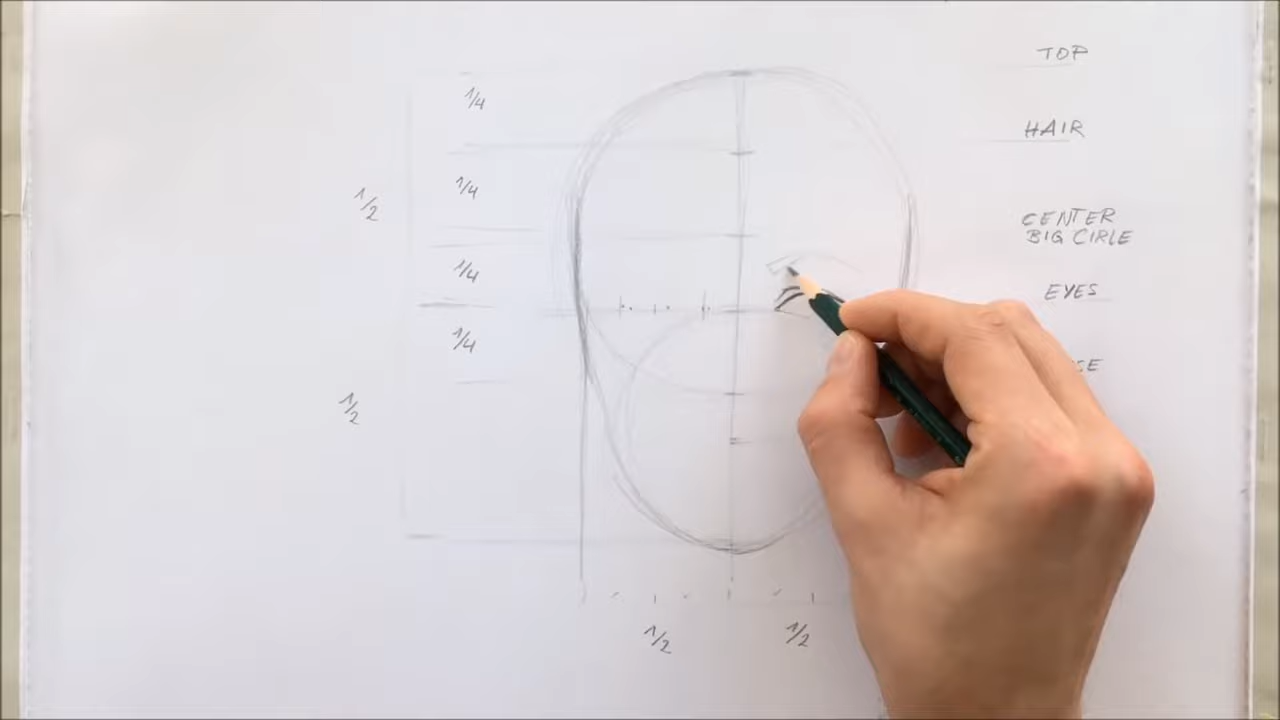 TOP
1/4
HAIR
1/4
1/2
CENTER
BIG CIRLE
1/4
EYES
1/4
1/2
1/2
1/2